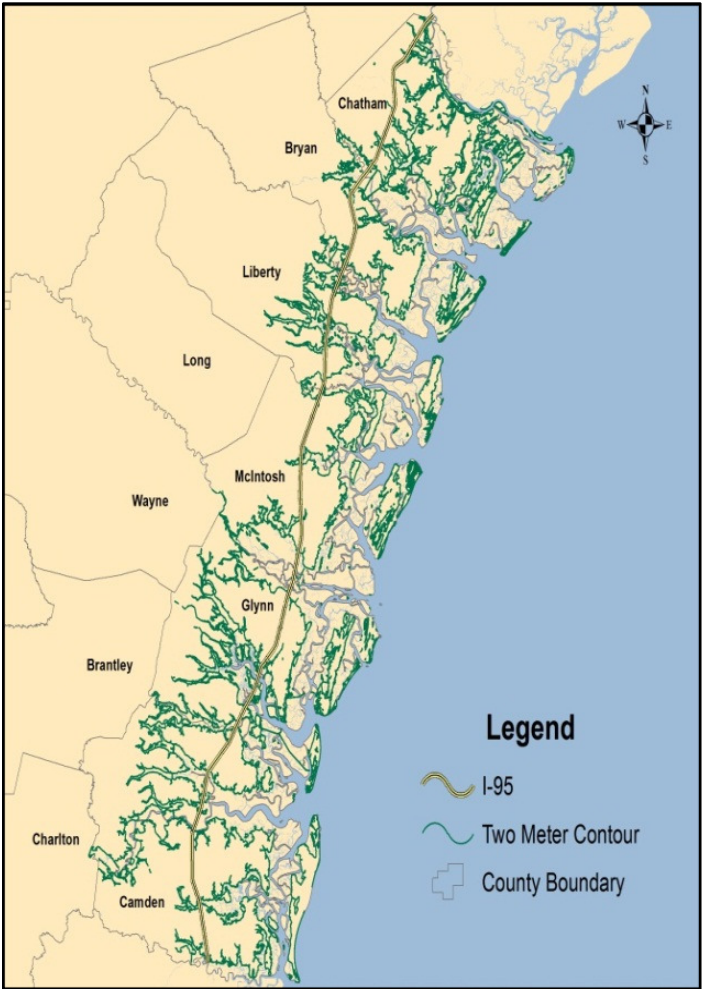 Chatham
N
W E
S
Bryan
Liberty
Long
McIntosh
Wayne
Glynn
Brantley
Legend
I-95
Two Meter Contour
Charlton
County Boundary
Camden